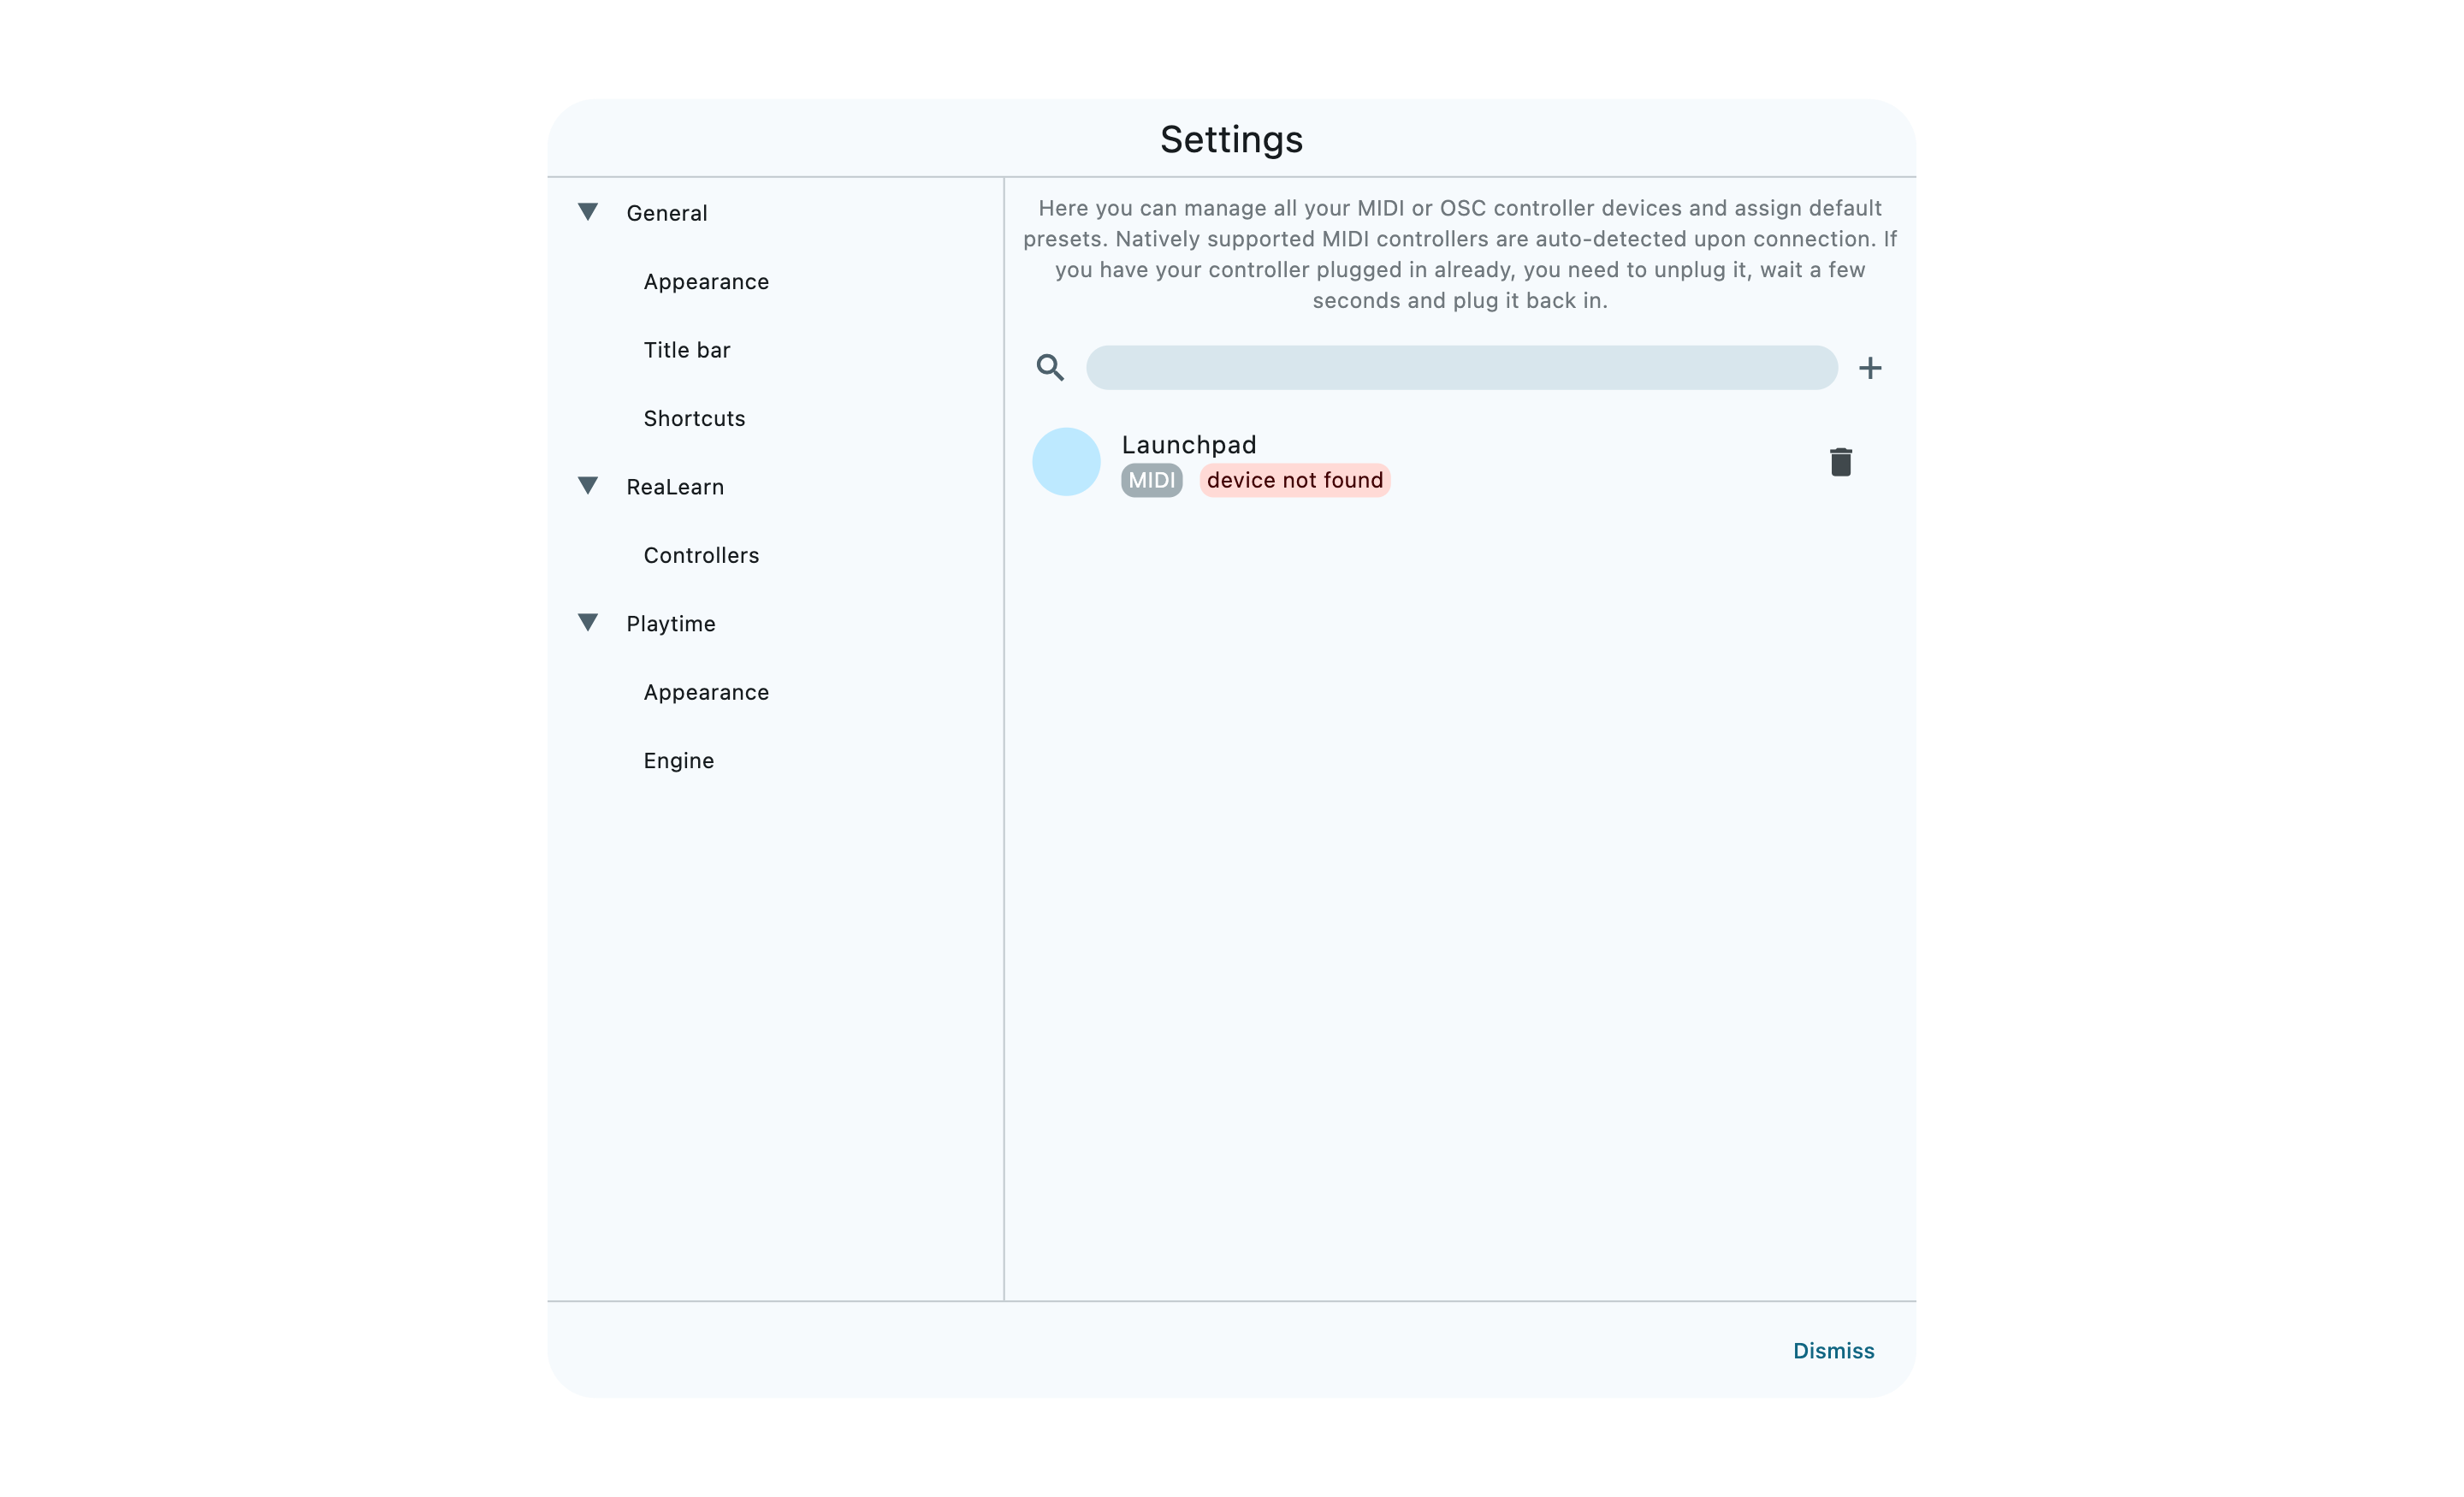 Settings
General
Appearance
Title bar
Shortcuts
ReaLearn
Controllers
Playtime
Appearance
Engine
Here you can manage all your MIDI or OSC controller devices and assign default
presets. Natively supported MIDI controllers are auto-detected upon connection. If
you have your controller plugged in already, you need to unplug it, wait a few
seconds and plug it back in.
Launchpad
MIDI device not found
Dismiss